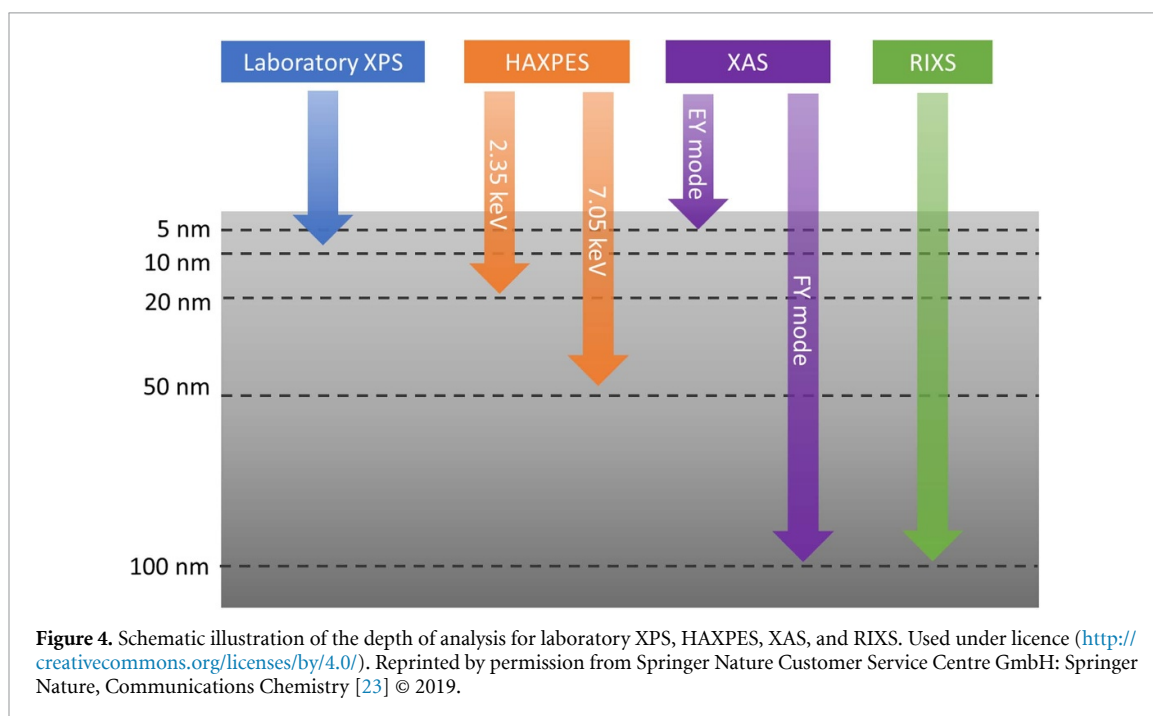 Laboratory XPS
HAXPES
XAS
RIXS
EY mode
2.35 keV
7.05 keV
FY mode
5 nm
10 nm
20 nm
50 nm
100 nm
Figure 4. Schematic illustration of the depth of analysis for laboratory XPS, HAXPES, XAS, and RIXS. Used under licence (http://
creativecommons.org/licenses/by/4.0/). Reprinted by permission from Springer Nature Customer Service Centre GmbH: Springer
Nature, Communications Chemistry [23] © 2019.